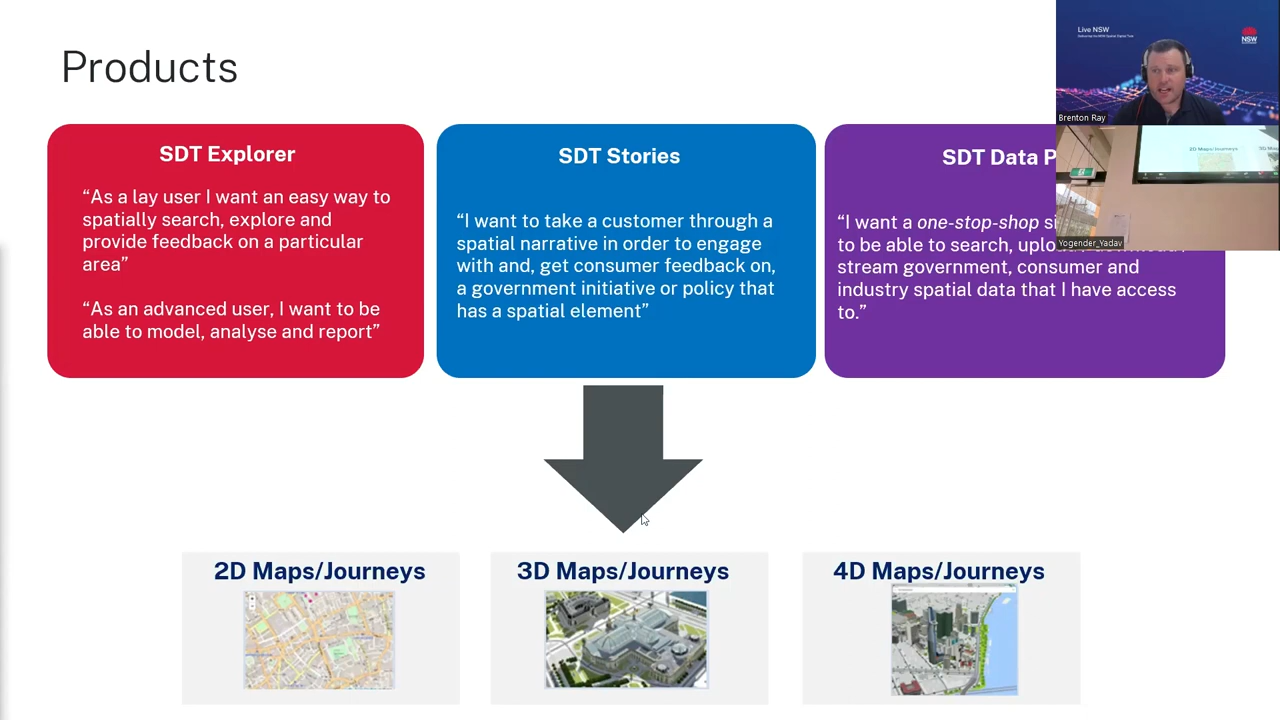 Products
SDT Explorer
“As a lay user I want an easy way to
spatially search, explore and
provide feedback on a particular
area”
“As an advanced user, I want to be
able to model, analyse and report”
SDT Stories
“I want to take a customer through a
spatial narrative in order to engage
with and, get consumer feedback on,
a government initiative or policy that
has a spatial element”
SDT Data P
“I want a one-stop-shop
to be able to search,
stream government, consumer and
industry spatial data that I have access
to.”
2D Maps/Journeys
3D Maps/Journeys
4D Maps/Journeys
Live NSW
NSW
Brenton Ray
2D Maps/Journeys
Yogender_Yadav